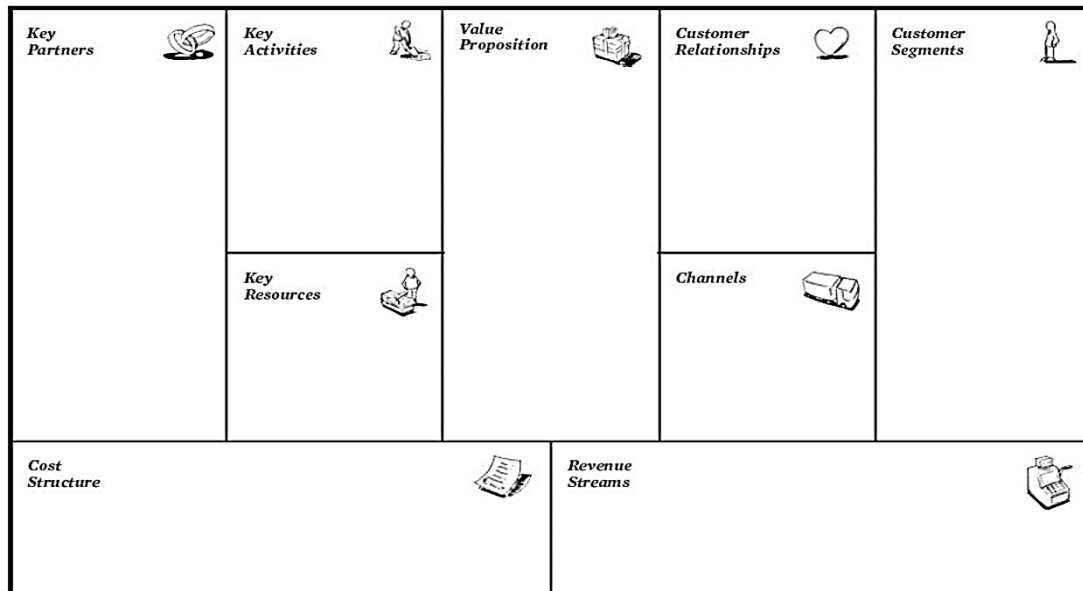 Key
Partners
Key
Activities
Value
Proposition
Customer
Relationships
Customer
Segments
Key
Resources
Channels
Cost
Structure
Revenue
Streams